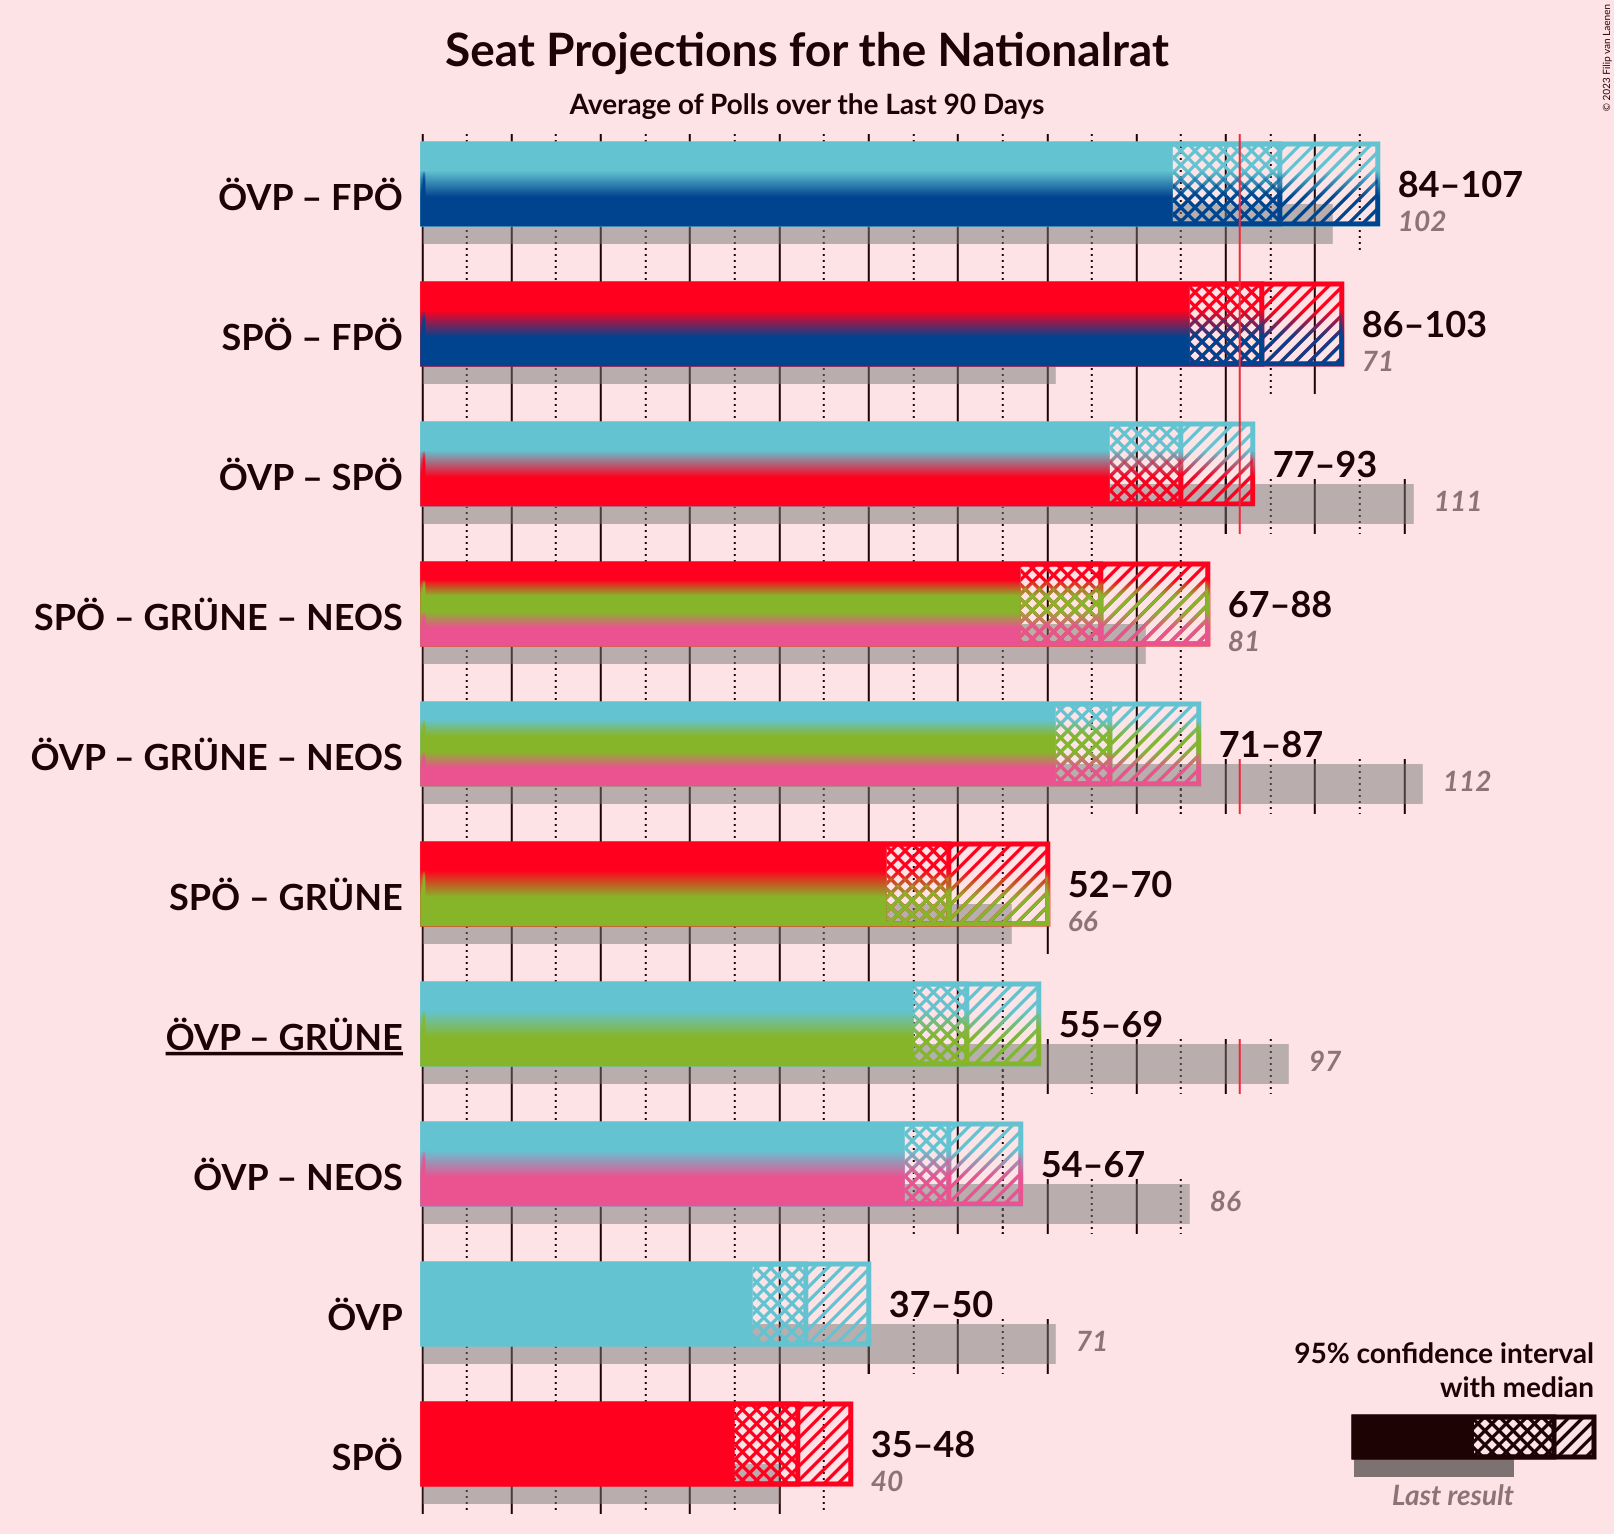 Seat Projections for the Nationalrat
Average of Polls over the Last 90 Days
© 2023 Filip van Laenen
ÖVP – FPÖ
84–107
102
SPÖ – FPÖ
86–103
71
ÖVP – SPÖ
77–93
111
SPÖ – GRÜNE – NEOS
67–88
81
ÖVP – GRÜNE – NEOS
71–87
112
SPÖ – GRÜNE
52–70
66
ÖVP – GRÜNE
55–69
97
ÖVP – NEOS
54–67
86
ÖVP
37–50
71
SPÖ
35–48
40
95% confidence interval
with median
Last result